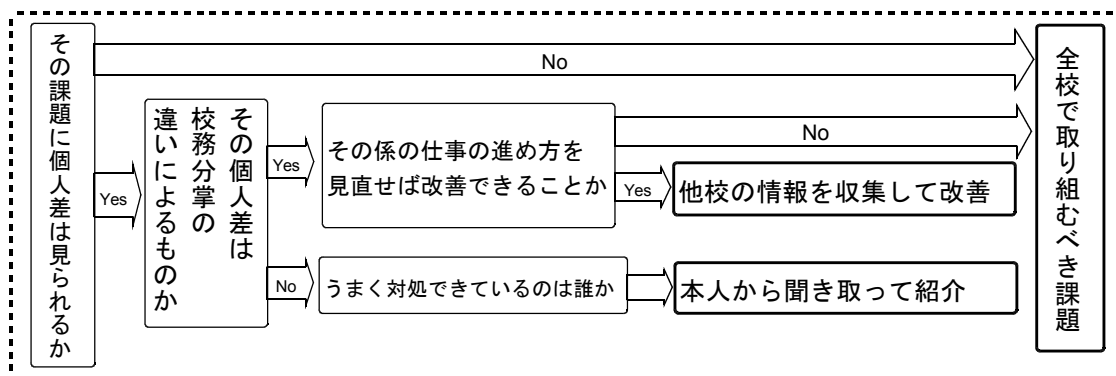 その課題に個人差は見られるか
No
Yes
その個人差は
校務分掌の
違いによるものか
Yes
その係の仕事の進め方を
見直せば改善できることか
No
Yes
他校の情報を収集して改善
No
うまく対処できているのは誰か
本人から聞き取って紹介
全校で取り組むべき課題